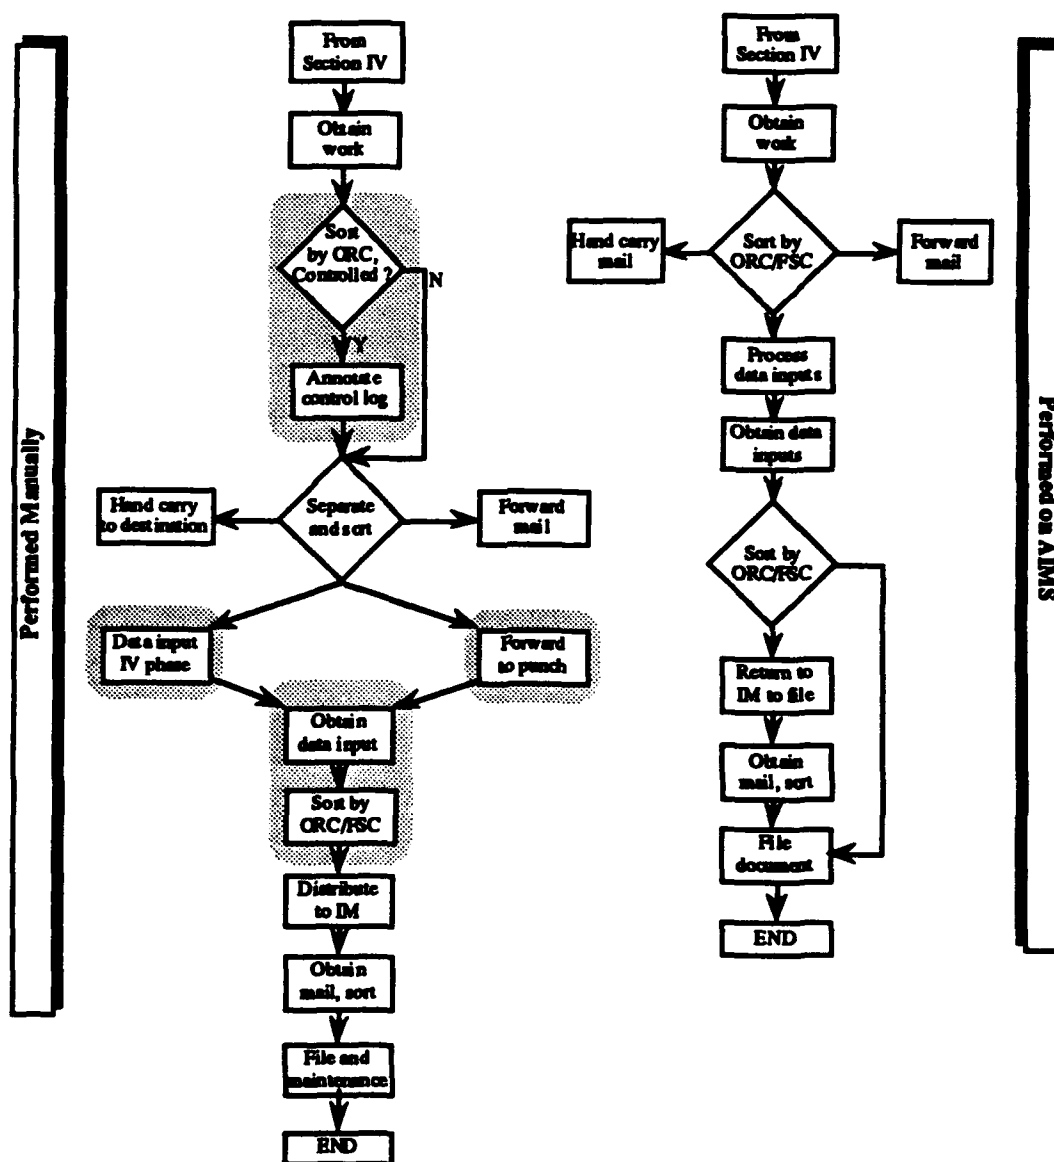 Performed Manually
From
Section IV
Obtain
work
Sort
by ORC,
Controlled ?
N
Y
Annotate
control log
Separate
and sort
Hand carry
to destination
Forward
mail
Data input
IV phase
Forward
to punch
Obtain
data input
Sort by
ORC/FSC
Distribute
to IM
Obtain
mail, sort
File and
maintenance
END
From
Section IV
Obtain
work
Sort by
ORC/FSC
Hand carry
mail
Forward
mail
Process
data inputs
Obtain data
inputs
Sort by
ORC/FSC
Return to
IM to file
Obtain
mail, sort
File
document
END
Performed on AIMS